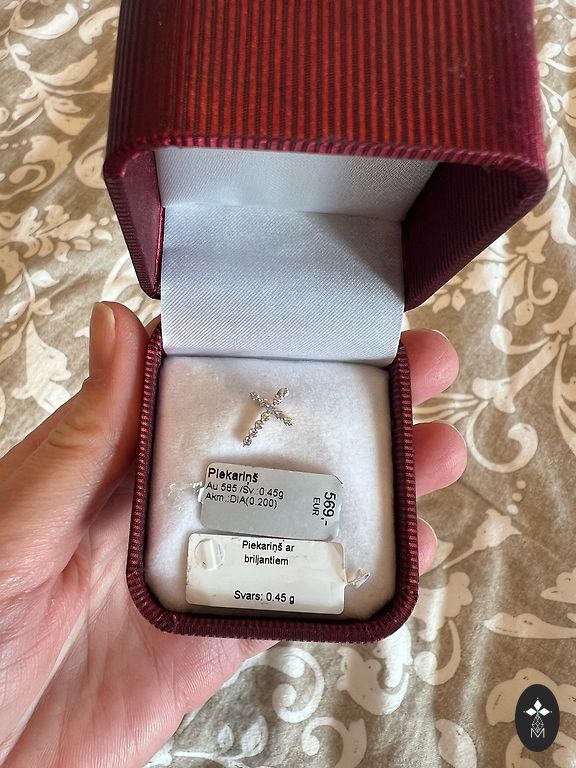 Piekariņš
Au 585 /Sv.:0.45g
Akm.:DIA(0.200)
569,-
EUR
Piekariņš ar
briljantiem
Svars: 0.45 g
M